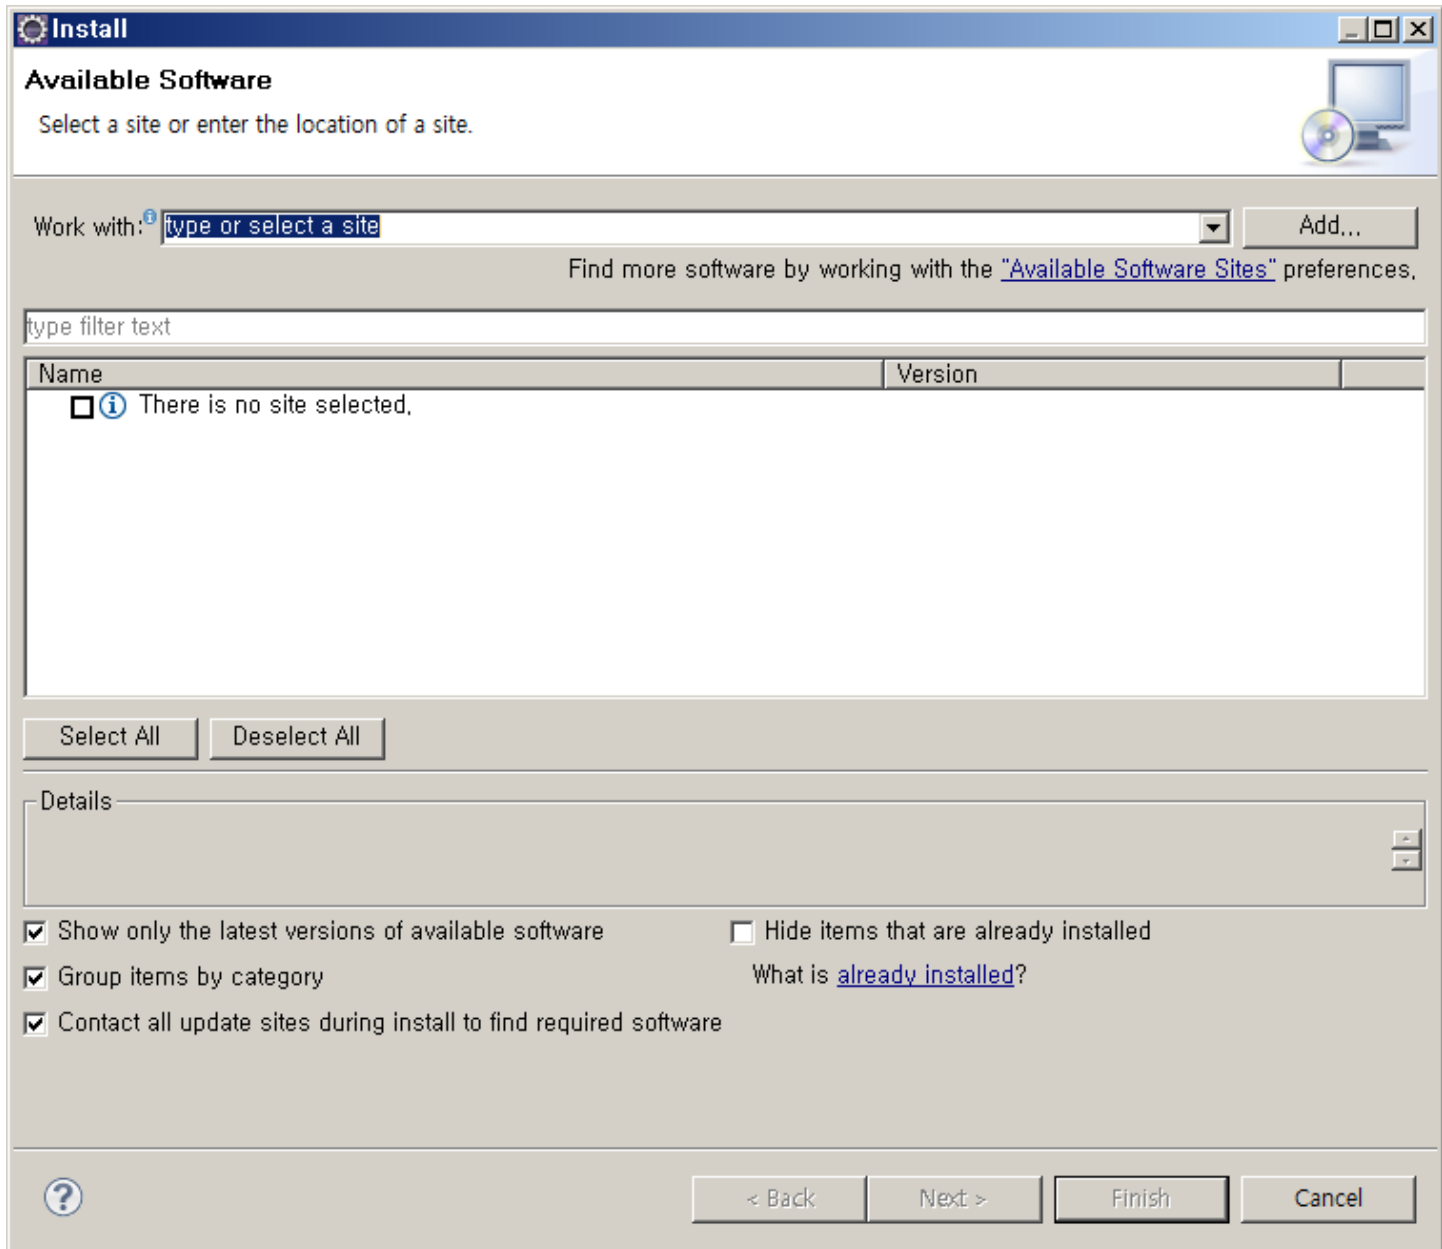 Install
Available Software
Select a site or enter the location of a site.
Work with: type or select a site Add...
Find more software by working with the "Available Software Sites" preferences.
type filter text
Name Version
There is no site selected.
Select All Deselect All
Details
Show only the latest versions of available software Hide items that are already installed
Group items by category What is already installed?
Contact all update sites during install to find required software
< Back Next > Finish Cancel